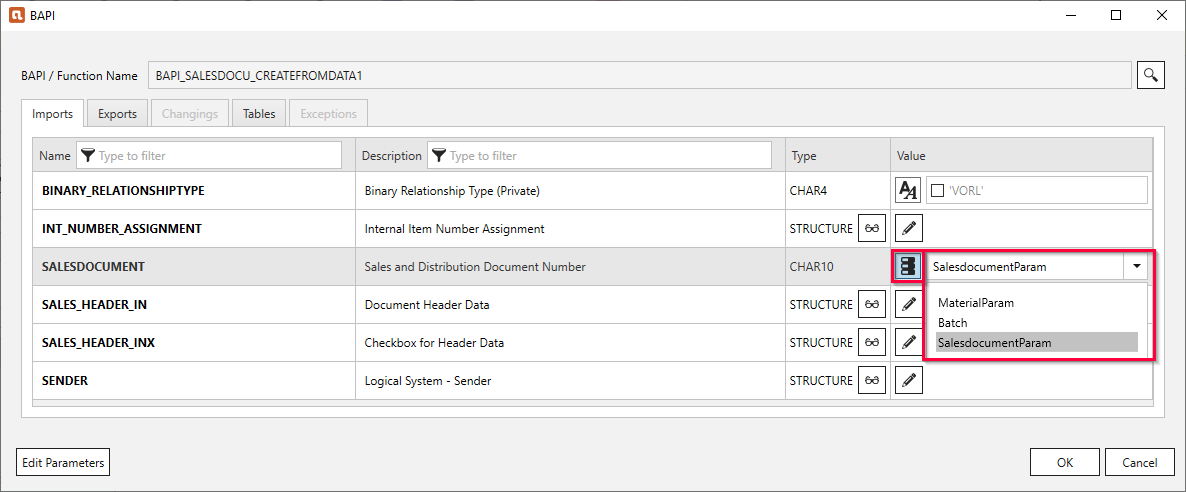 BAPI
BAPI / Function Name BAPI_SALESDOCU_CREATEFROMDATA1
Imports Exports Changings Tables Exceptions
Name Type to filter Description Type to filter Type Value
BINARY_RELATIONSHIPTYPE Binary Relationship Type (Private) CHAR4 AA 'VORL'
INT_NUMBER_ASSIGNMENT Internal Item Number Assignment STRUCTURE
SALESDOCUMENT Sales and Distribution Document Number CHAR10 SalesdocumentParam
MaterialParam
SALES_HEADER_IN Document Header Data STRUCTURE
Batch
SALES_HEADER_INX Checkbox for Header Data STRUCTURE
SalesdocumentParam
SENDER Logical System - Sender STRUCTURE
Edit Parameters OK Cancel